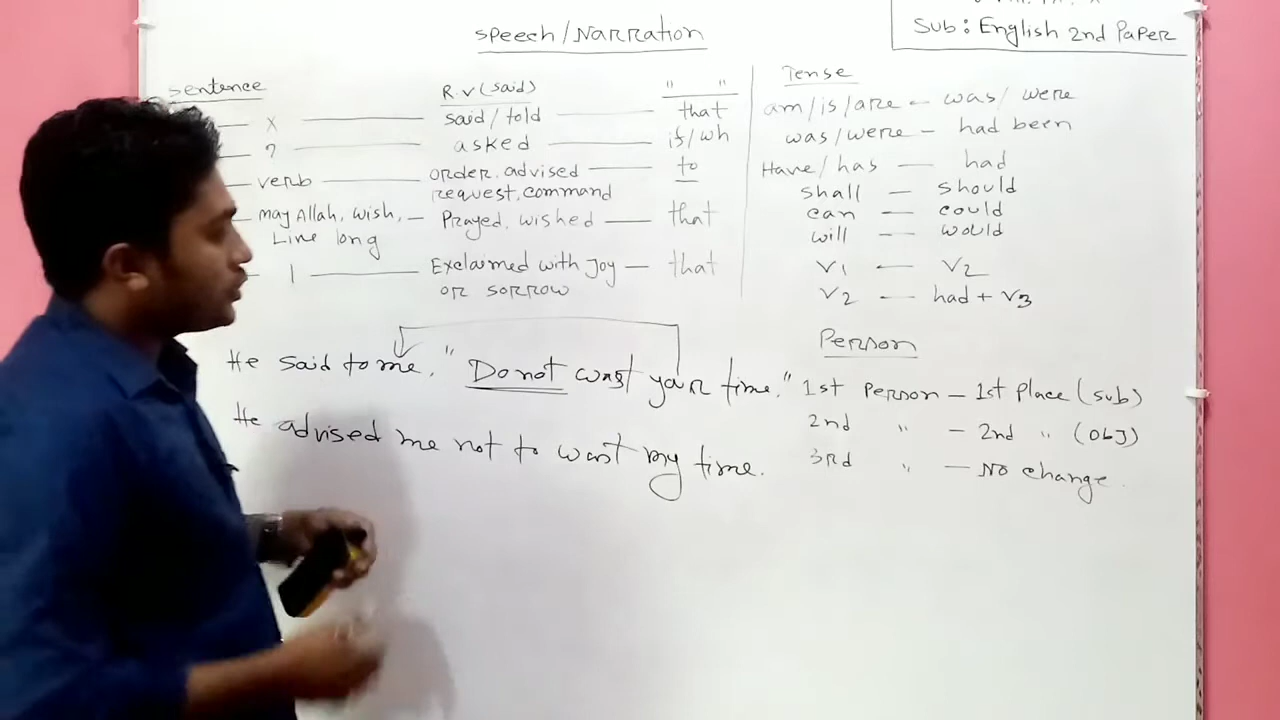 Speech/Narration
Sub: English 2nd Paper
Sentence R.V (said) " "
x said/told that
? asked if/wh
verb order, advised to
request, command
may Allah, wish, Prayed, wished that
Live long
| Exclaimed with Joy that
or sorrow
Tense
am/is/are - was/were
was/were - had been
Have/has - had
shall - should
can - could
will - would
V1 - V2
V2 - had + V3
He said to me, "Do not wast your time."
He advised me not to wast my time.
Person
1st Person - 1st Place (sub)
2nd " - 2nd " (Obj)
3rd " - No change.